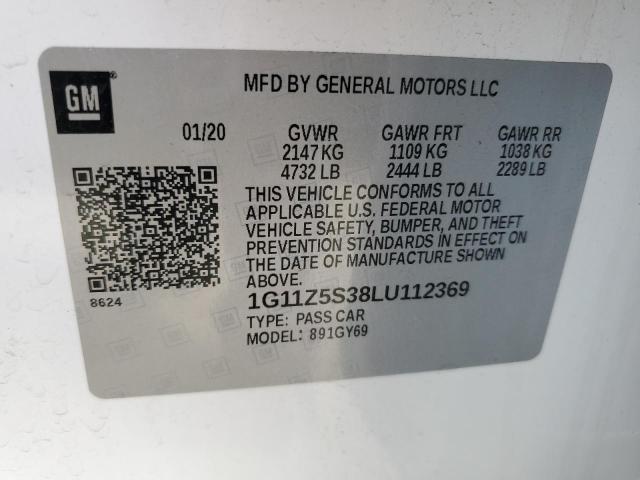 GM®
MFD BY GENERAL MOTORS LLC
01/20 GVWR GAWR FRT GAWR RR
2147 KG 1109 KG 1038 KG
4732 LB 2444 LB 2289 LB
THIS VEHICLE CONFORMS TO ALL
APPLICABLE U.S. FEDERAL MOTOR
VEHICLE SAFETY, BUMPER, AND THEFT
PREVENTION STANDARDS IN EFFECT ON
THE DATE OF MANUFACTURE SHOWN
ABOVE.
8624
1G11Z5S38LU112369
TYPE: PASS CAR
MODEL: 891GY69